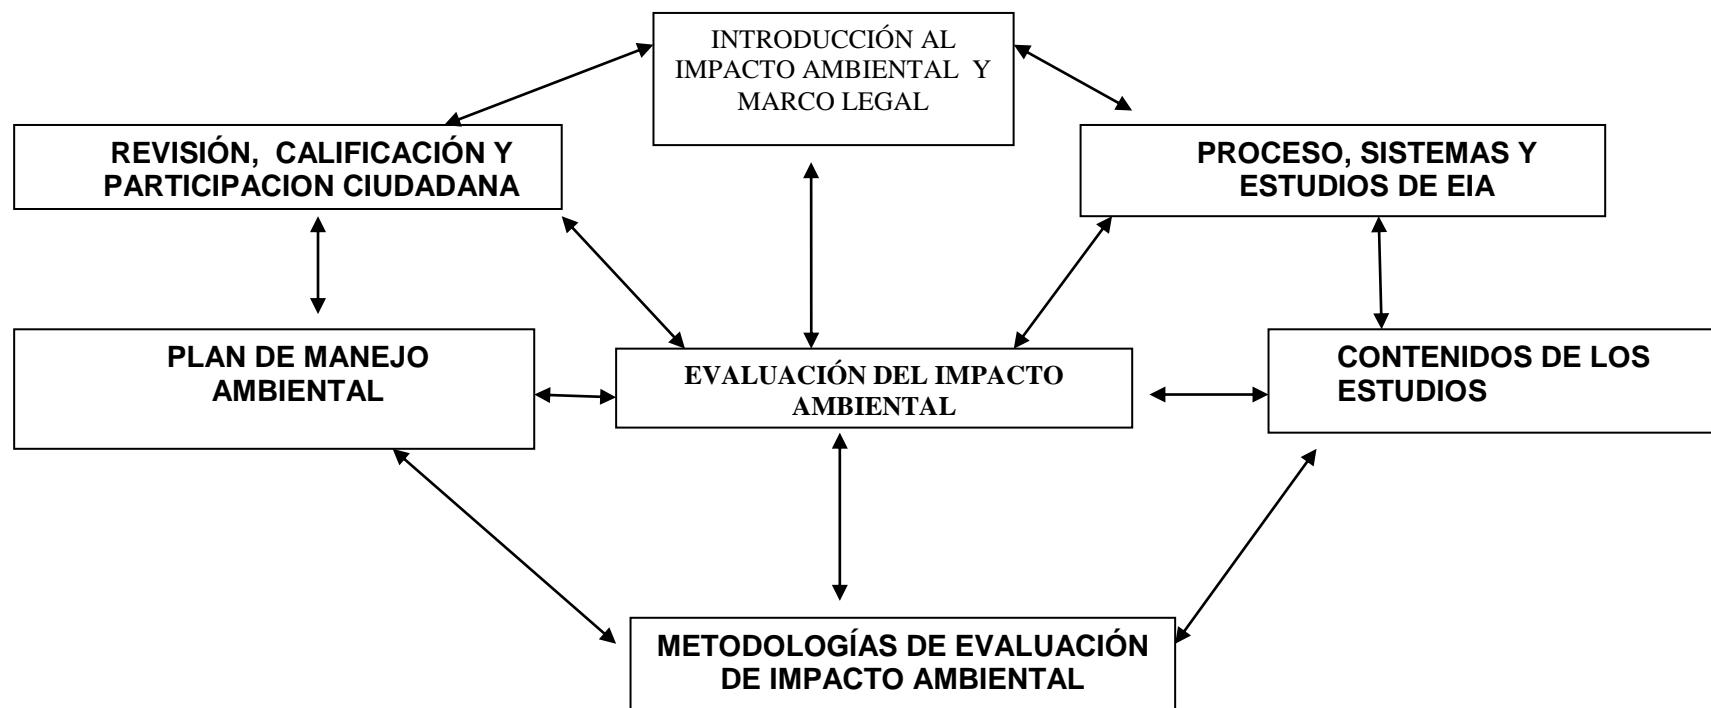 INTRODUCCIÓN AL
IMPACTO AMBIENTAL Y
MARCO LEGAL
REVISIÓN, CALIFICACIÓN Y
PARTICIPACION CIUDADANA
PROCESO, SISTEMAS Y
ESTUDIOS DE EIA
PLAN DE MANEJO
AMBIENTAL
EVALUACIÓN DEL IMPACTO
AMBIENTAL
CONTENIDOS DE LOS
ESTUDIOS
METODOLOGÍAS DE EVALUACIÓN
DE IMPACTO AMBIENTAL